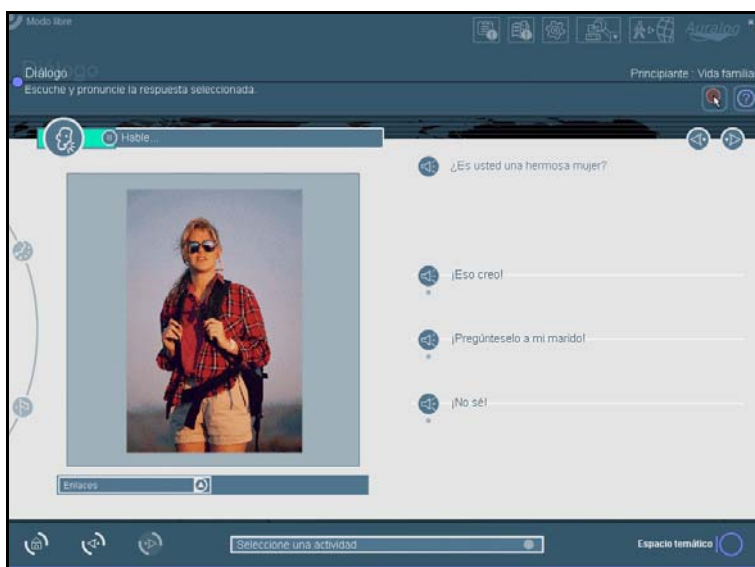 Modo libre
Auralog
Diálogo
Principiante : Vida familia
Escuche y pronuncie la respuesta seleccionada.
Hable...
¿Es usted una hermosa mujer?
¡Eso creo!
¡Pregúnteselo a mi marido!
¡No sé!
Enlaces
Seleccione una actividad
Espacio temático